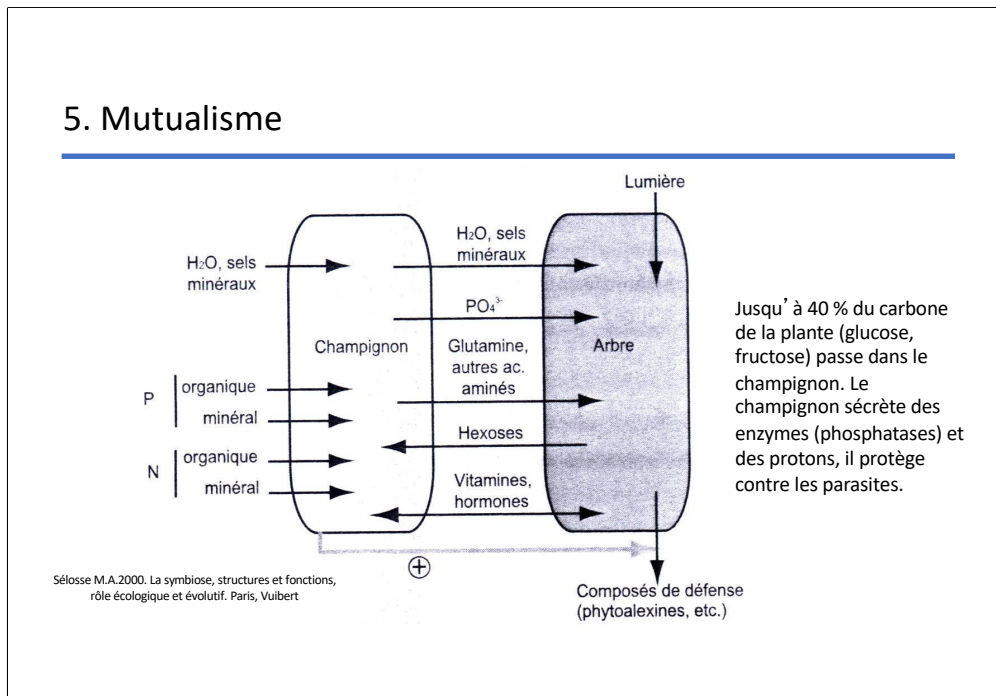 5. Mutualisme
Lumière
H₂O, sels
minéraux
H₂O, sels
minéraux
PO₄³⁻
Champignon
Glutamine,
autres ac.
aminés
Arbre
P
organique
minéral
Hexoses
N
organique
minéral
Vitamines,
hormones
+
Composés de défense
(phytoalexines, etc.)
Jusqu’à 40 % du carbone
de la plante (glucose,
fructose) passe dans le
champignon. Le
champignon sécrète des
enzymes (phosphatases) et
des protons, il protège
contre les parasites.
Sélosse M.A.2000. La symbiose, structures et fonctions,
rôle écologique et évolutif. Paris, Vuibert